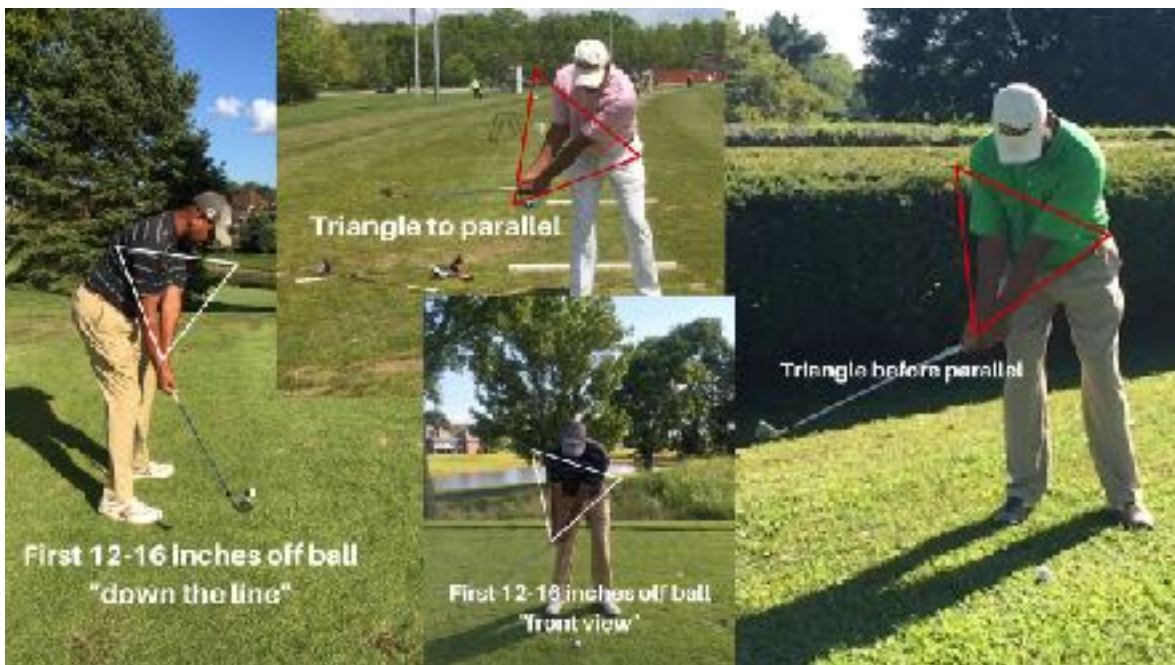 First 12-16 inches off ball
"down the line"
Triangle to parallel
First 12-16 inches off ball
"front view"
Triangle before parallel